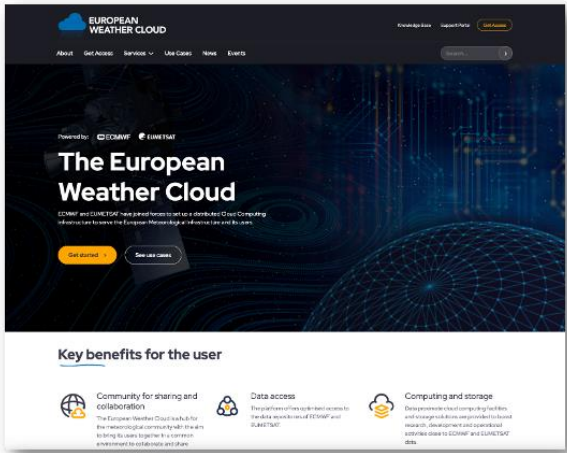 EUROPEAN
WEATHER CLOUD
Knowledge Base Support Portal Get Access
About Get Access Services Use Cases News Events
Search...
Powered by: ECMWF EUMETSAT
The European
Weather Cloud
ECMWF and EUMETSAT have joined forces to set up a distributed Cloud Computing
infrastructure to serve the European Meteorological Infrastructure and its users.
Get started See use cases
Key benefits for the user
Community for sharing and
collaboration
The European Weather Cloud is a hub for
the meteorological community with the aim
to bring its users together in a common
environment to collaborate and share
Data access
The platform offers optimised access to
the data repositories of ECMWF and
EUMETSAT.
Computing and storage
Data proximate cloud computing facilities
and storage solutions are provided to boost
research, development and operational
activities close to ECMWF and EUMETSAT
data.